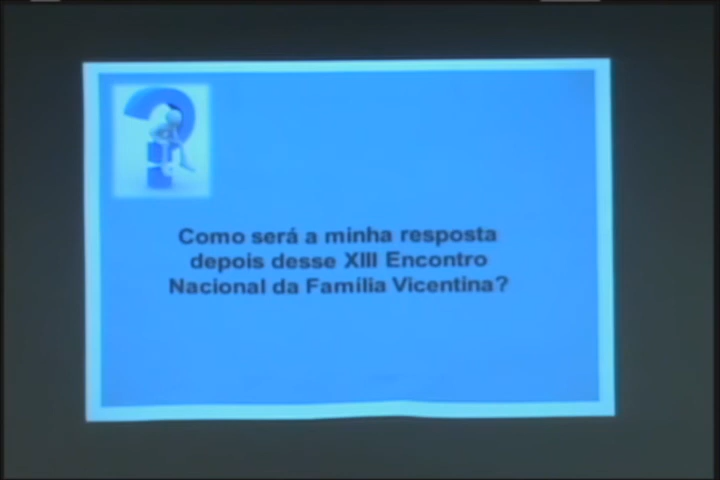 Como será a minha resposta
depois desse XIII Encontro
Nacional da Família Vicentina?